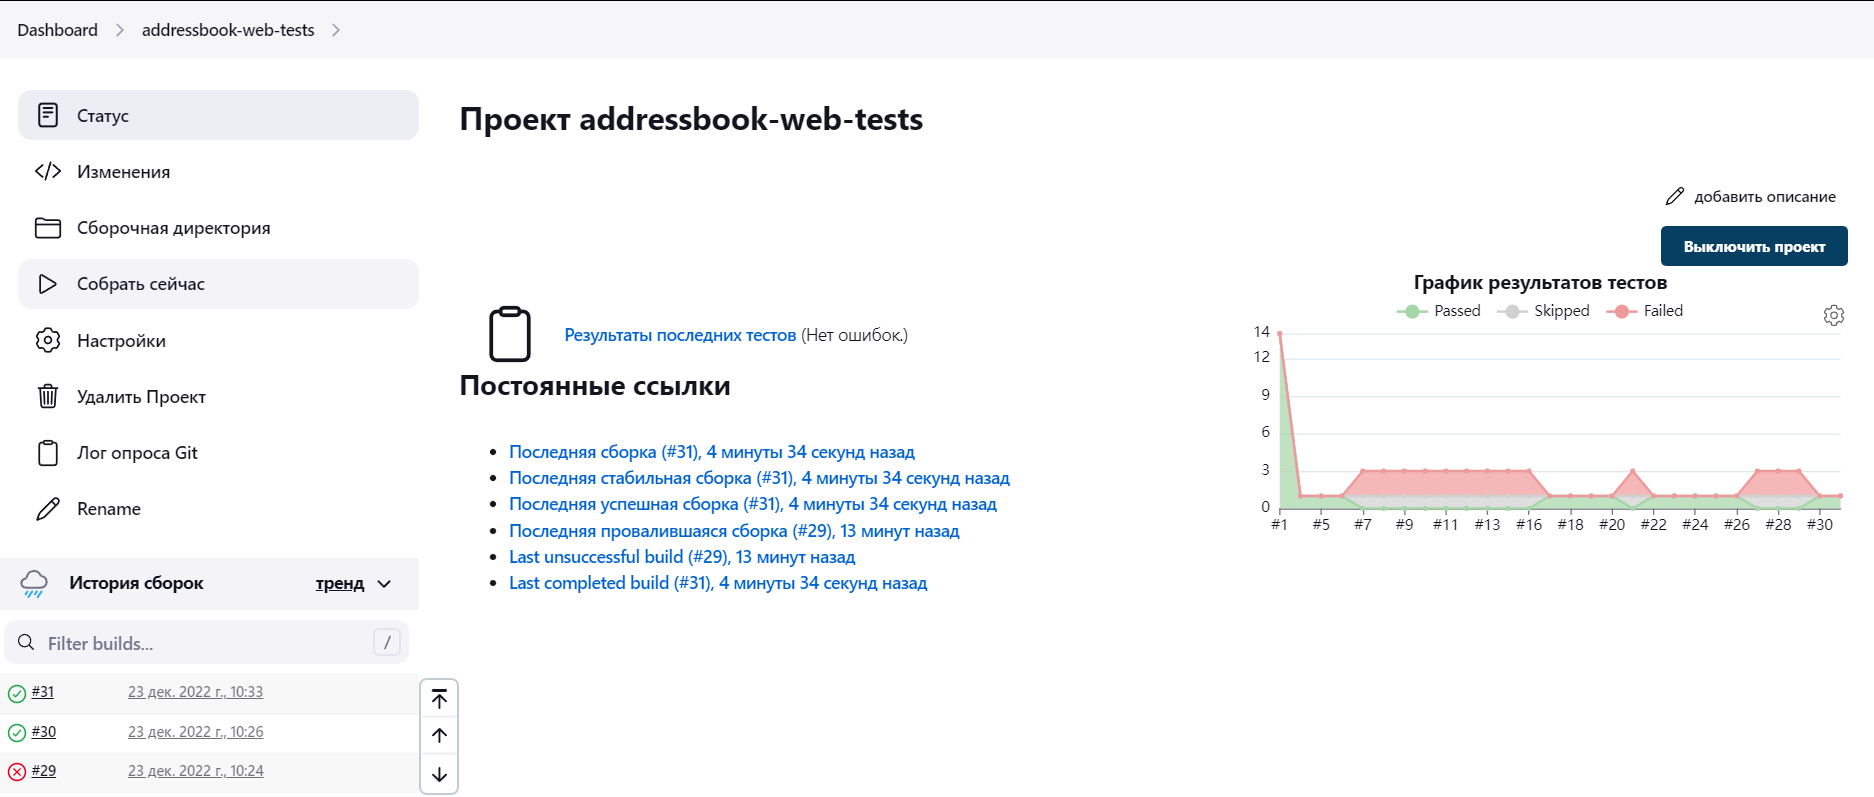 Dashboard
addressbook-web-tests
Статус
Изменения
Сборочная директория
Собрать сейчас
Настройки
Удалить Проект
Лог опроса Git
Rename
История сборок
тренд
Filter builds...
/
#31 23 дек. 2022 г., 10:33
#30 23 дек. 2022 г., 10:26
#29 23 дек. 2022 г., 10:24
Проект addressbook-web-tests
добавить описание
Выключить проект
Результаты последних тестов (Нет ошибок.)
Постоянные ссылки
Последняя сборка (#31), 4 минуты 34 секунд назад
Последняя стабильная сборка (#31), 4 минуты 34 секунд назад
Последняя успешная сборка (#31), 4 минуты 34 секунд назад
Последняя провалившаяся сборка (#29), 13 минут назад
Last unsuccessful build (#29), 13 минут назад
Last completed build (#31), 4 минуты 34 секунд назад
График результатов тестов
Passed Skipped Failed
14
12
9
6
3
0
#1 #5 #7 #9 #11 #13 #16 #18 #20 #22 #24 #26 #28 #30